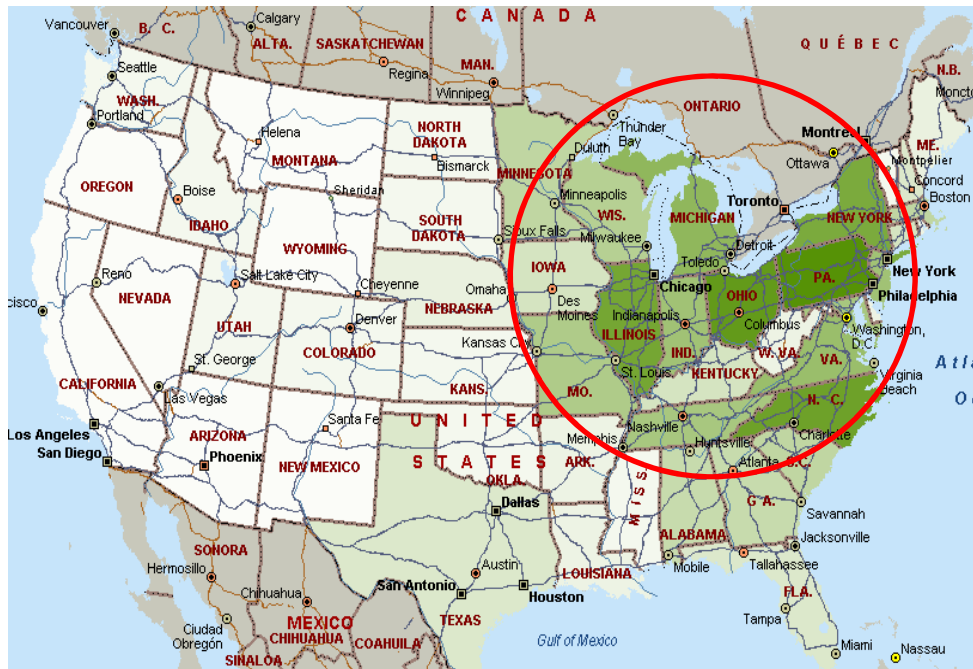 CANADA
Vancouver
B. C.
Calgary
ALTA.
SASKATCHEWAN
Regina
MAN.
Winnipeg
ONTARIO
QUÉBEC
N.B.
Moncto
Seattle
WASH.
Portland
Helena
MONTANA
NORTH
DAKOTA
Bismarck
Thunder
Bay
Duluth
MINNESOTA
Minneapolis
Montreal
Ottawa
ME.
Montpelier
Concord
Boston
OREGON
Boise
IDAHO
Sheridan
WYOMING
SOUTH
DAKOTA
Sioux Falls
WIS.
Milwaukee
MICHIGAN
Toronto
NEW YORK
Detroit
Toledo
New York
Philadelphia
cisco
Reno
NEVADA
Salt Lake City
UTAH
Cheyenne
NEBRASKA
Omaha
IOWA
Des
Moines
Chicago
ILLINOIS
Indianapolis
IND.
OHIO
Columbus
PA.
Washington,
D.C.
W. VA.
VA.
Virginia
Beach
Atla
O
CALIFORNIA
Las Vegas
St. George
Denver
COLORADO
KANS.
Kansas City
MO.
St. Louis
KENTUCKY
N. C.
Charlotte
Los Angeles
San Diego
ARIZONA
Phoenix
Santa Fe
NEW MEXICO
UNITED
STATES
OKLA.
ARK.
Memphis
Nashville
Huntsville
Atlanta
S.C.
Dallas
MISS
ALABAMA
G A.
Savannah
Jacksonville
SONORA
Hermosillo
Chihuahua
Ciudad
Obregón
MEXICO
CHIHUAHUA
COAHUILA
SINALOA
San Antonio
Austin
Houston
TEXAS
LOUISIANA
Mobile
Tallahassee
FLA.
Tampa
Miami
Nassau
Gulf of Mexico